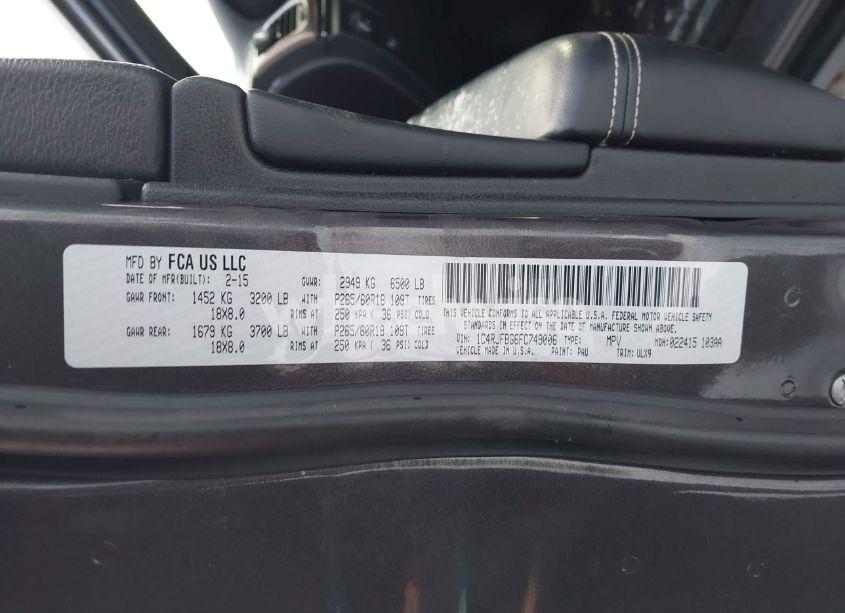 MFD BY FCA US LLC
DATE OF MFR(BUILT): 2-15 GVWR: 2949 KG 6500 LB
GAWR FRONT: 1452 KG 3200 LB WITH P265/60R18 109T TIRES
18X8.0 RIMS AT 250 KPA ( 36 PSI) COLD
GAWR REAR: 1679 KG 3700 LB WITH P265/60R18 109T TIRES
18X8.0 RIMS AT 250 KPA ( 36 PSI) COLD
THIS VEHICLE CONFORMS TO ALL APPLICABLE U.S.A. FEDERAL MOTOR VEHICLE SAFETY
STANDARDS IN EFFECT ON THE DATE OF MANUFACTURE SHOWN ABOVE.
VIN: 1C4RJFBG6FC749006 TYPE: MPV MDH:022415 103AA
VEHICLE MADE IN U.S.A. PAINT: PAU TRIM: ULX9